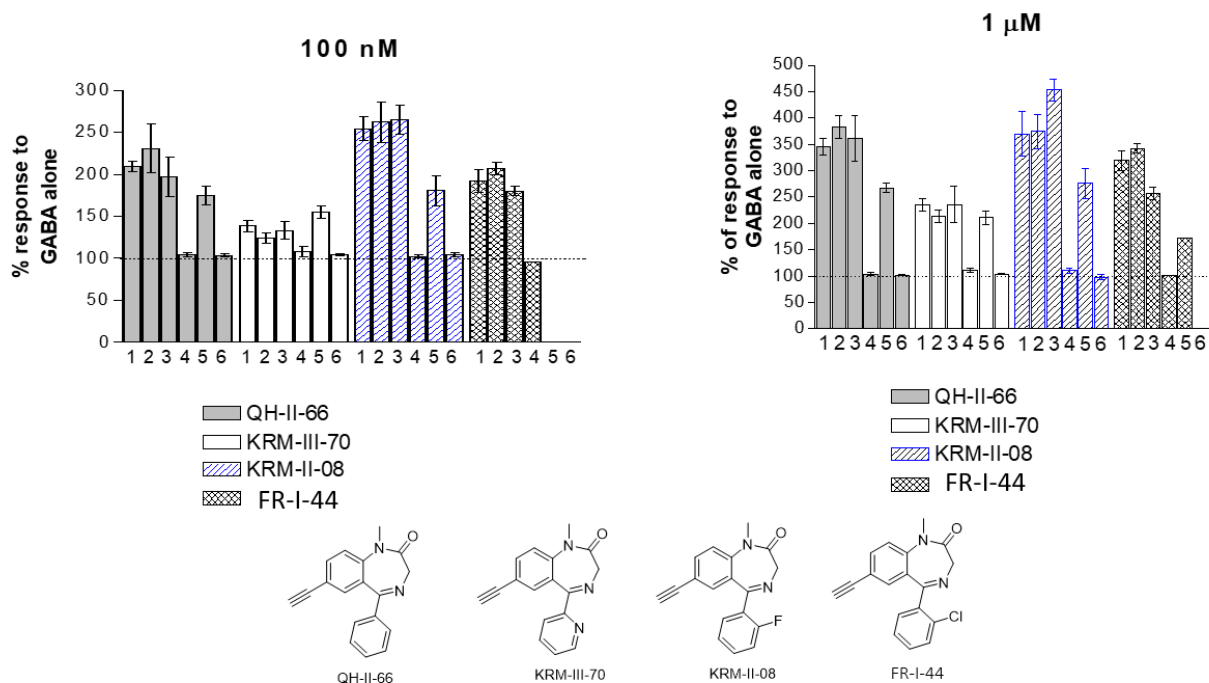 100 nM
% response to
GABA alone
300
250
200
150
100
50
0
1 2 3 4 5 6 1 2 3 4 5 6 1 2 3 4 5 6 1 2 3 4 5 6
QH-II-66
KRM-III-70
KRM-II-08
FR-I-44
1 μM
% of response to
GABA alone
500
450
400
350
300
250
200
150
100
50
0
1 2 3 4 5 6 1 2 3 4 5 6 1 2 3 4 5 6 1 2 3 4 5 6
QH-II-66
KRM-III-70
KRM-II-08
FR-I-44
N
O
N
QH-II-66
N
O
N
N
KRM-III-70
N
O
N
F
KRM-II-08
N
O
N
Cl
FR-I-44